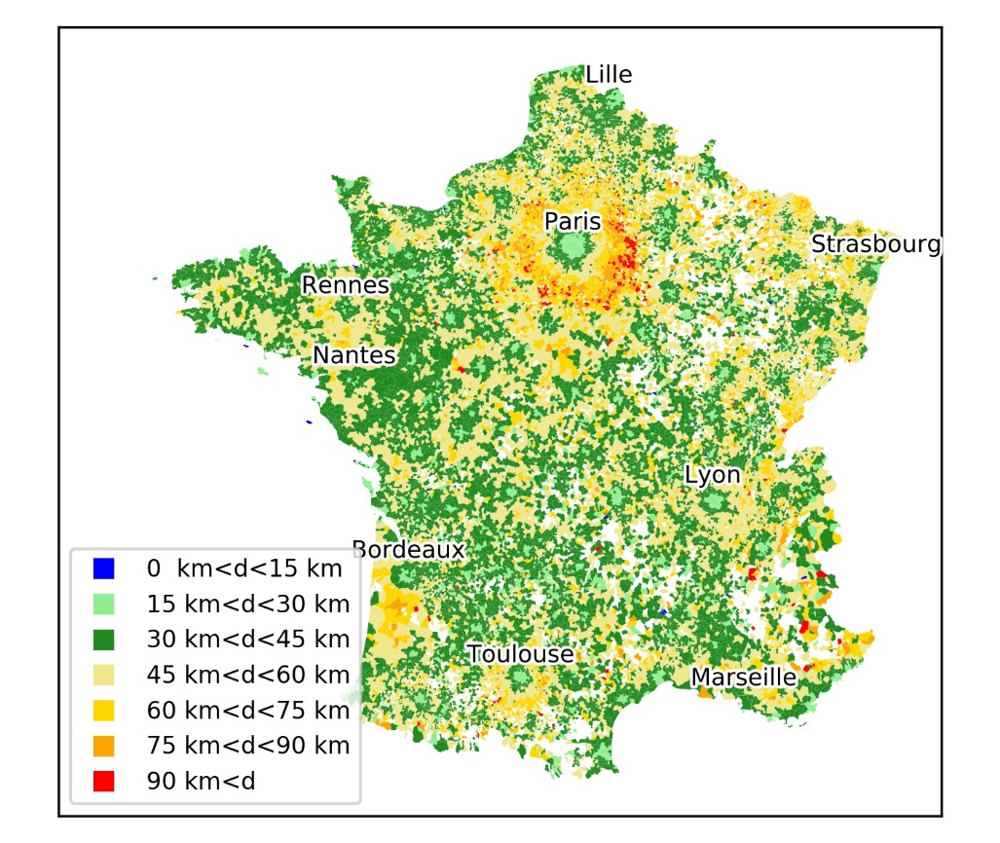 Lille
Paris
Strasbourg
Rennes
Nantes
Lyon
Bordeaux
Toulouse
Marseille
0 km<d<15 km
15 km<d<30 km
30 km<d<45 km
45 km<d<60 km
60 km<d<75 km
75 km<d<90 km
90 km<d